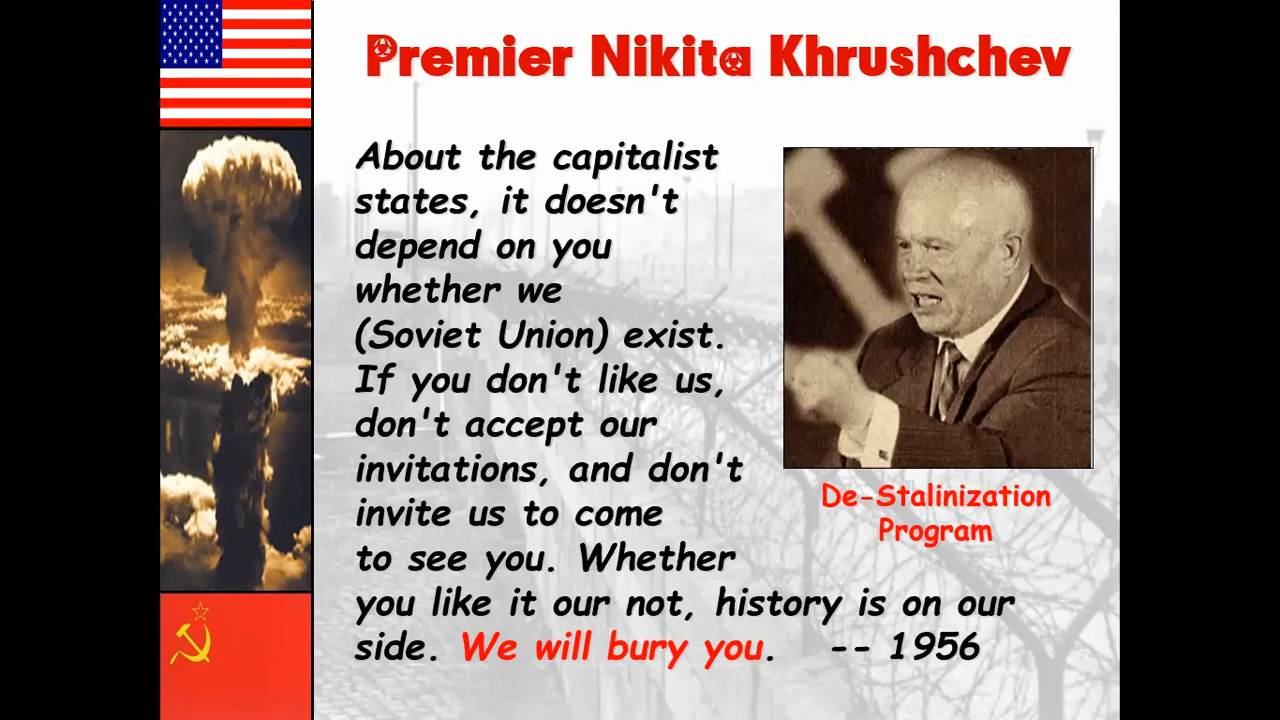 Premier Nikita Khrushchev
About the capitalist
states, it doesn't
depend on you
whether we
(Soviet Union) exist.
If you don't like us,
don't accept our
invitations, and don't
invite us to come
to see you. Whether
you like it our not, history is on our
side. We will bury you. -- 1956
De-Stalinization
Program